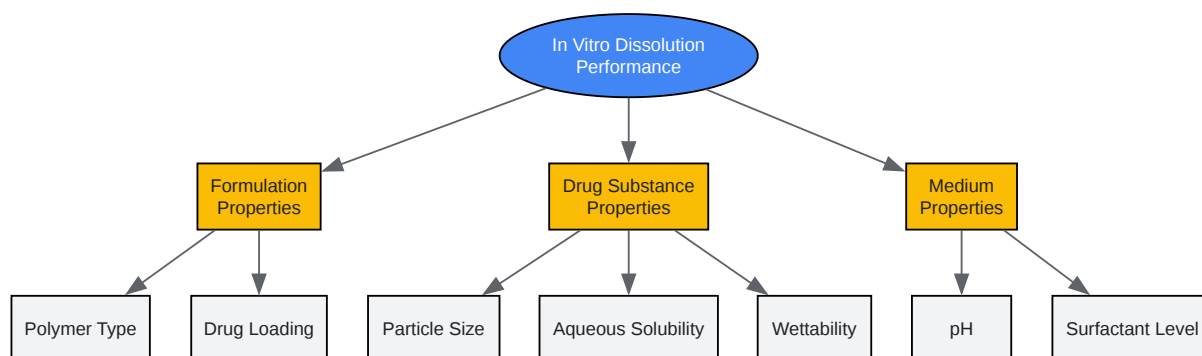 In Vitro Dissolution
Performance
Formulation
Properties
Drug Substance
Properties
Medium
Properties
Polymer Type
Drug Loading
Particle Size
Aqueous Solubility
Wettability
pH
Surfactant Level